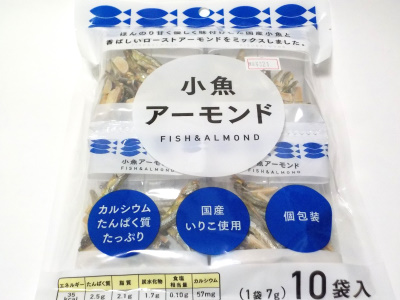 ほんのり甘く優しく味付けした国産小魚と
香ばしいローストアーモンドをミックスしました。
小魚
アーモンド
FISH&ALMOND
小魚アーモンド 小魚アーモンド
FISH&ALMOND FISH&ALMOND
カルシウム
たんぱく質
たっぷり
国産
いりこ使用
個包装
エネルギー たんぱく質 脂質 炭水化物 食塩相当量 カルシウム
kcal 2.5g 2.1g 1.7g 0.10g 57mg
(1袋7g) 10袋入